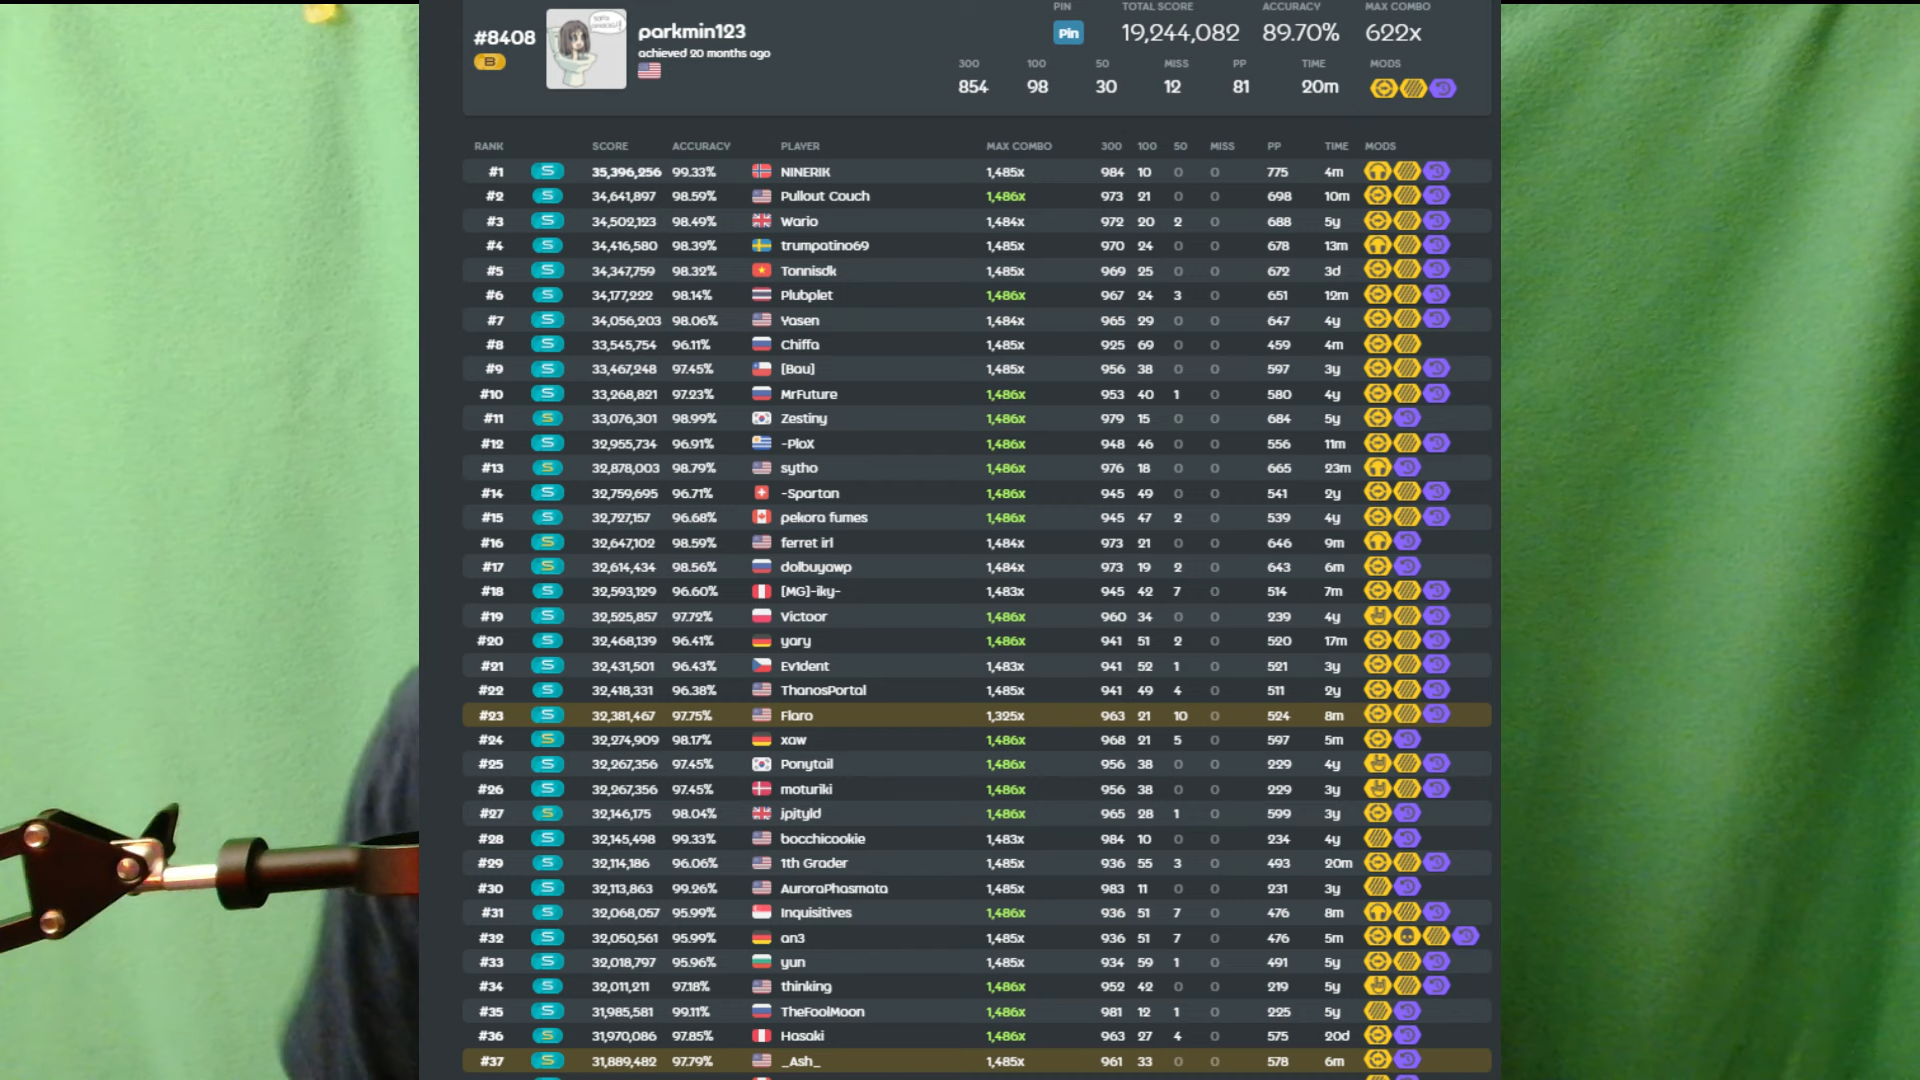 PIN TOTAL SCORE ACCURACY MAX COMBO
#8408 parkmin123 Pin 19,244,082 89.70% 622x
B achieved 20 months ago
300 100 50 MISS PP TIME MODS
854 98 30 12 81 20m
RANK SCORE ACCURACY PLAYER MAX COMBO 300 100 50 MISS PP TIME MODS
#1 S 35,396,256 99.33% NINERIK 1,485x 984 10 0 0 775 4m
#2 S 34,641,897 98.59% Pullout Couch 1,486x 973 21 0 0 698 10m
#3 S 34,502,123 98.49% Wario 1,484x 972 20 2 0 688 5y
#4 S 34,416,580 98.39% trumpatino69 1,485x 970 24 0 0 678 13m
#5 S 34,347,759 98.32% Tonnisdk 1,485x 969 25 0 0 672 3d
#6 S 34,177,222 98.14% Plubplet 1,486x 967 24 3 0 651 12m
#7 S 34,056,203 98.06% Yasen 1,484x 965 29 0 0 647 4y
#8 S 33,545,754 96.11% Chiffa 1,485x 925 69 0 0 459 4m
#9 S 33,467,248 97.45% [Bau] 1,485x 956 38 0 0 597 3y
#10 S 33,268,821 97.23% MrFuture 1,486x 953 40 1 0 580 4y
#11 S 33,076,301 98.99% Zestiny 1,486x 979 15 0 0 684 5y
#12 S 32,955,734 96.91% -PloX 1,486x 948 46 0 0 556 11m
#13 S 32,878,003 98.79% sytho 1,486x 976 18 0 0 665 23m
#14 S 32,759,695 96.71% -Spartan 1,486x 945 49 0 0 541 2y
#15 S 32,727,157 96.68% pekora fumes 1,486x 945 47 2 0 539 4y
#16 S 32,647,102 98.59% ferret irl 1,484x 973 21 0 0 646 9m
#17 S 32,614,434 98.56% dolbuyawp 1,484x 973 19 2 0 643 6m
#18 S 32,593,129 96.60% [MG]-iky- 1,483x 945 42 7 0 514 7m
#19 S 32,525,857 97.72% Victoor 1,486x 960 34 0 0 239 4y
#20 S 32,468,139 96.41% yary 1,486x 941 51 2 0 520 17m
#21 S 32,431,501 96.43% Ev1dent 1,483x 941 52 1 0 521 3y
#22 S 32,418,331 96.38% ThanosPortal 1,485x 941 49 4 0 511 2y
#23 S 32,381,467 97.75% Flaro 1,325x 963 21 10 0 524 8m
#24 S 32,274,909 98.17% xaw 1,486x 968 21 5 0 597 5m
#25 S 32,267,356 97.45% Ponytail 1,486x 956 38 0 0 229 4y
#26 S 32,267,356 97.45% moturiki 1,486x 956 38 0 0 229 3y
#27 S 32,146,175 98.04% jpjtyld 1,486x 965 28 1 0 599 3y
#28 S 32,145,498 99.33% bocchicookie 1,483x 984 10 0 0 234 4y
#29 S 32,114,186 96.06% 1th Grader 1,485x 936 55 3 0 493 20m
#30 S 32,113,863 99.26% AuroraPhasmata 1,485x 983 11 0 0 231 3y
#31 S 32,068,057 95.99% Inquisitives 1,486x 936 51 7 0 476 8m
#32 S 32,050,561 95.99% an3 1,485x 936 51 7 0 476 5m
#33 S 32,018,797 95.96% yun 1,485x 934 59 1 0 491 5y
#34 S 32,011,211 97.18% thinking 1,486x 952 42 0 0 219 5y
#35 S 31,985,581 99.11% TheFoolMoon 1,486x 981 12 1 0 225 5y
#36 S 31,970,086 97.85% Hasaki 1,486x 963 27 4 0 575 20d
#37 S 31,889,482 97.79% _Ash_ 1,485x 961 33 0 0 578 6m